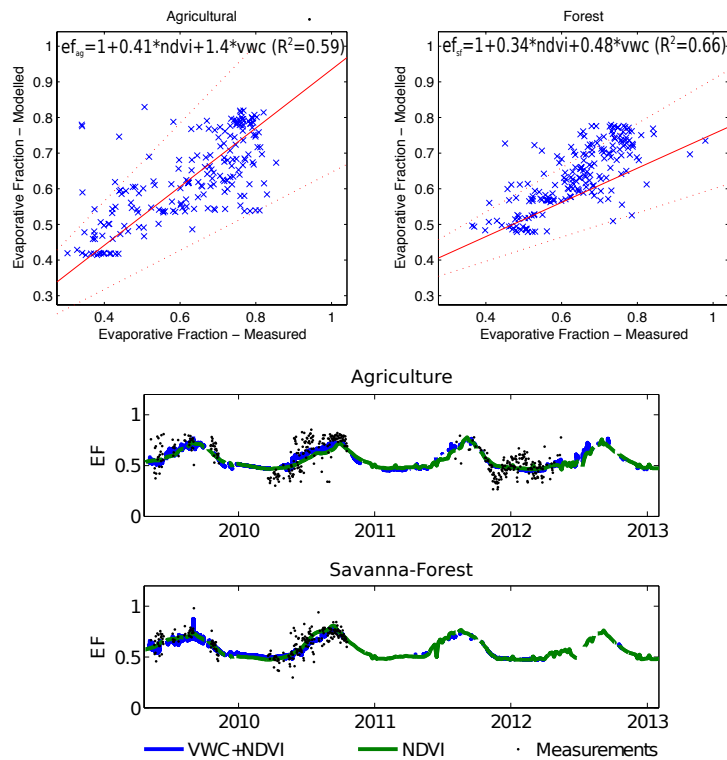 Agricultural
ef_ag=1+0.41*ndvi+1.4*vwc (R²=0.59)
Evaporative Fraction – Modelled
1
0.9
0.8
0.7
0.6
0.5
0.4
0.3
0.4 0.6 0.8 1
Evaporative Fraction – Measured
Forest
ef_sf=1+0.34*ndvi+0.48*vwc (R²=0.66)
Evaporative Fraction – Modelled
1
0.9
0.8
0.7
0.6
0.5
0.4
0.3
0.4 0.6 0.8 1
Evaporative Fraction – Measured
Agriculture
EF
1
0.5
0
2010 2011 2012 2013
Savanna-Forest
EF
1
0.5
0
2010 2011 2012 2013
VWC+NDVI NDVI Measurements